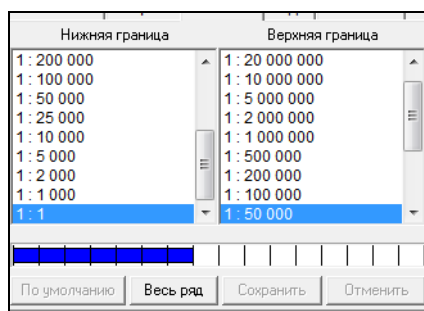 Нижняя граница
Верхняя граница
1 : 200 000
1 : 100 000
1 : 50 000
1 : 25 000
1 : 10 000
1 : 5 000
1 : 2 000
1 : 1 000
1 : 1
1 : 20 000 000
1 : 10 000 000
1 : 5 000 000
1 : 2 000 000
1 : 1 000 000
1 : 500 000
1 : 200 000
1 : 100 000
1 : 50 000
По умолчанию
Весь ряд
Сохранить
Отменить